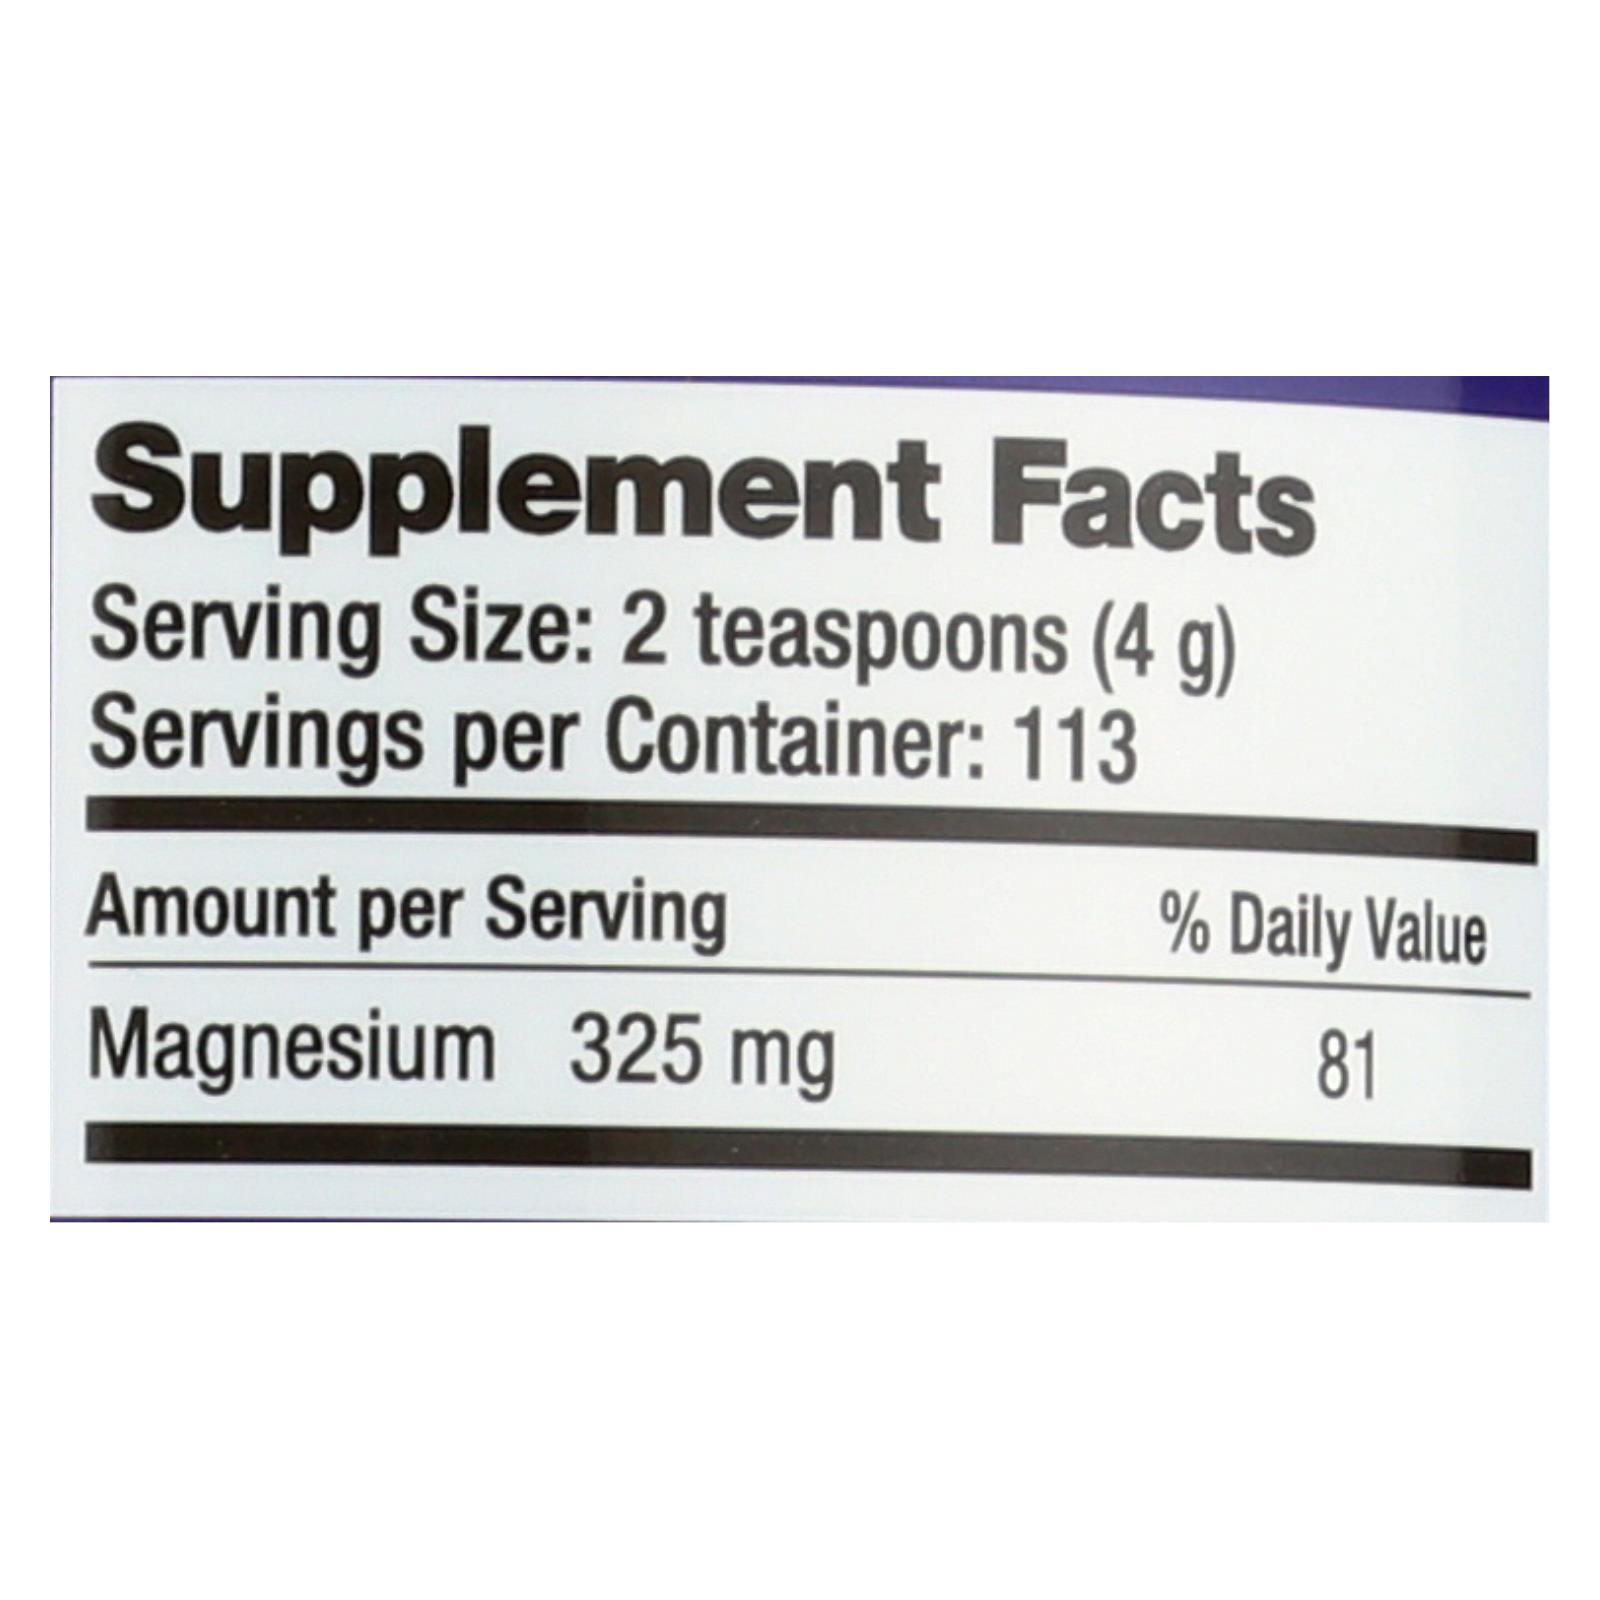 Supplement Facts
Serving Size: 2 teaspoons (4 g)
Servings per Container: 113
Amount per Serving % Daily Value
Magnesium 325 mg 81